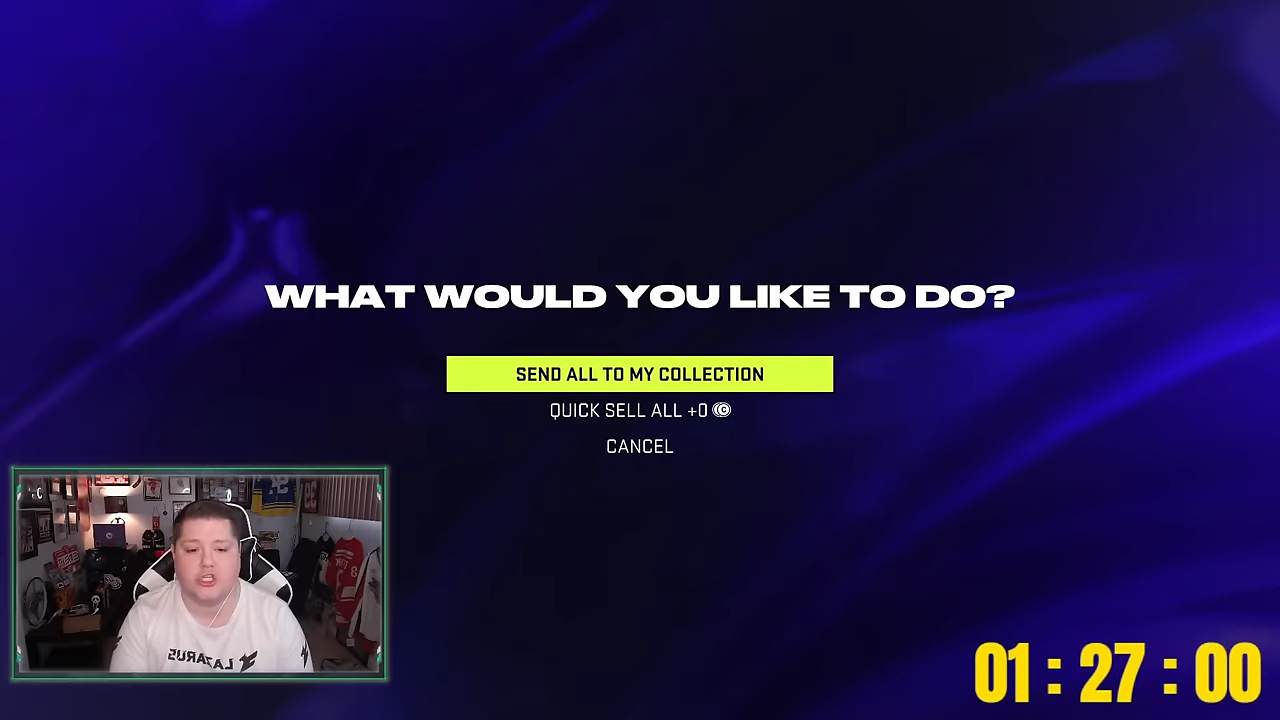 WHAT WOULD YOU LIKE TO DO?
SEND ALL TO MY COLLECTION
QUICK SELL ALL +0
CANCEL
LAZARUS
01 : 27 : 00